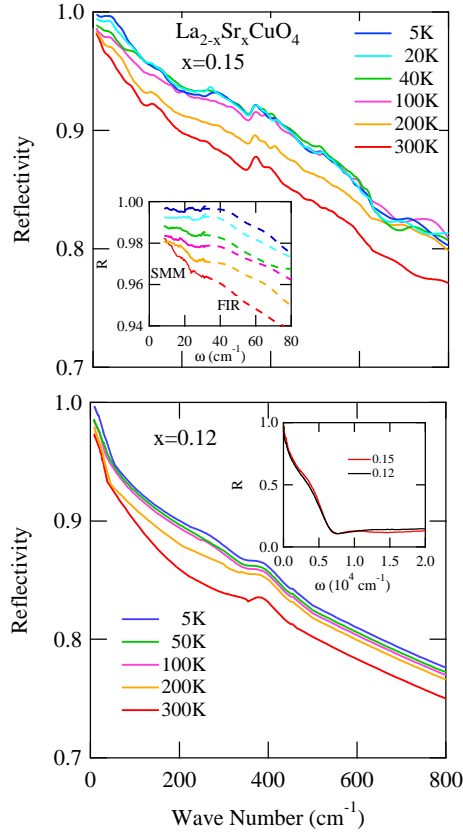 1.0
La2-xSrxCuO4
x=0.15
5K
20K
40K
100K
200K
300K
0.9
Reflectivity
0.8
0.7
1.00
0.98
R
0.96
0.94
SMM
FIR
0 20 40 60 80
ω (cm-1)
1.0
x=0.12
1.0
R
0.5
0.0
0.15
0.12
0.0 1.0 2.0
ω (10^4 cm-1)
0.9
Reflectivity
0.8
5K
50K
100K
200K
300K
0.7
0 200 400 600 800
Wave Number (cm-1)